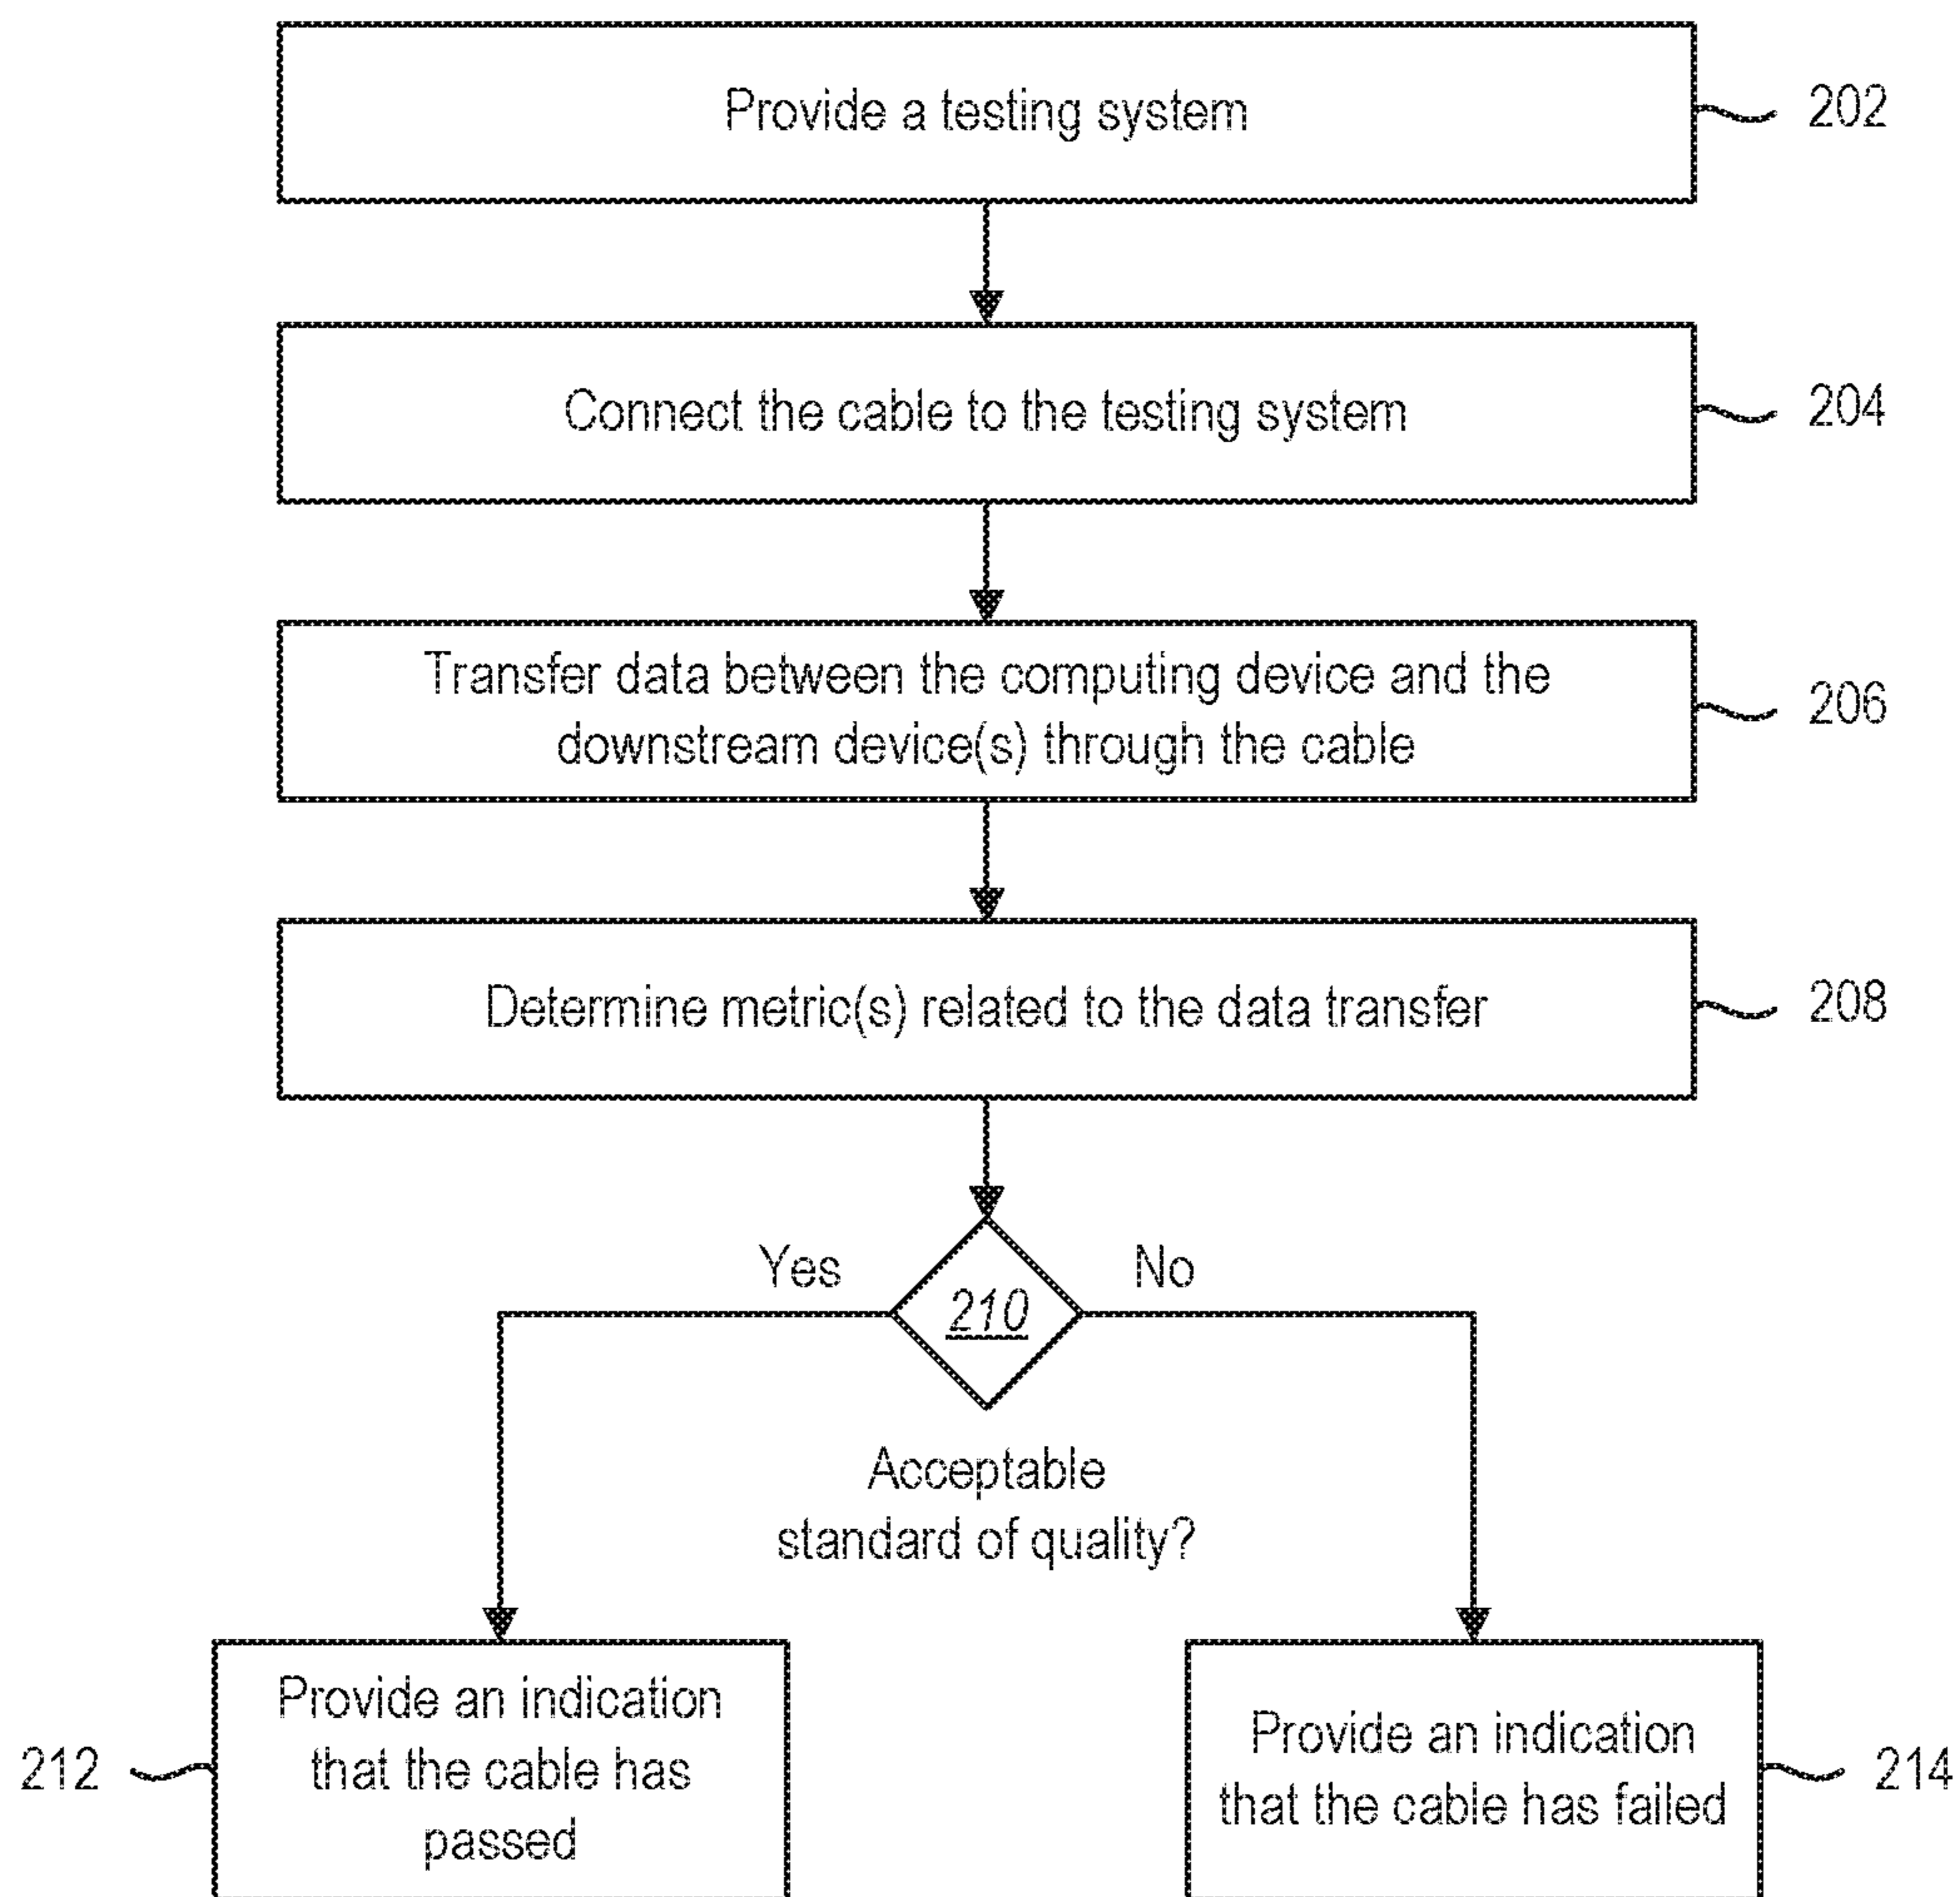 Provide a testing system
202
Connect the cable to the testing system
204
Transfer data between the computing device and the
downstream device(s) through the cable
206
Determine metric(s) related to the data transfer
208
Yes
No
210
Acceptable
standard of quality?
Provide an indication
that the cable has
passed
212
Provide an indication
that the cable has failed
214